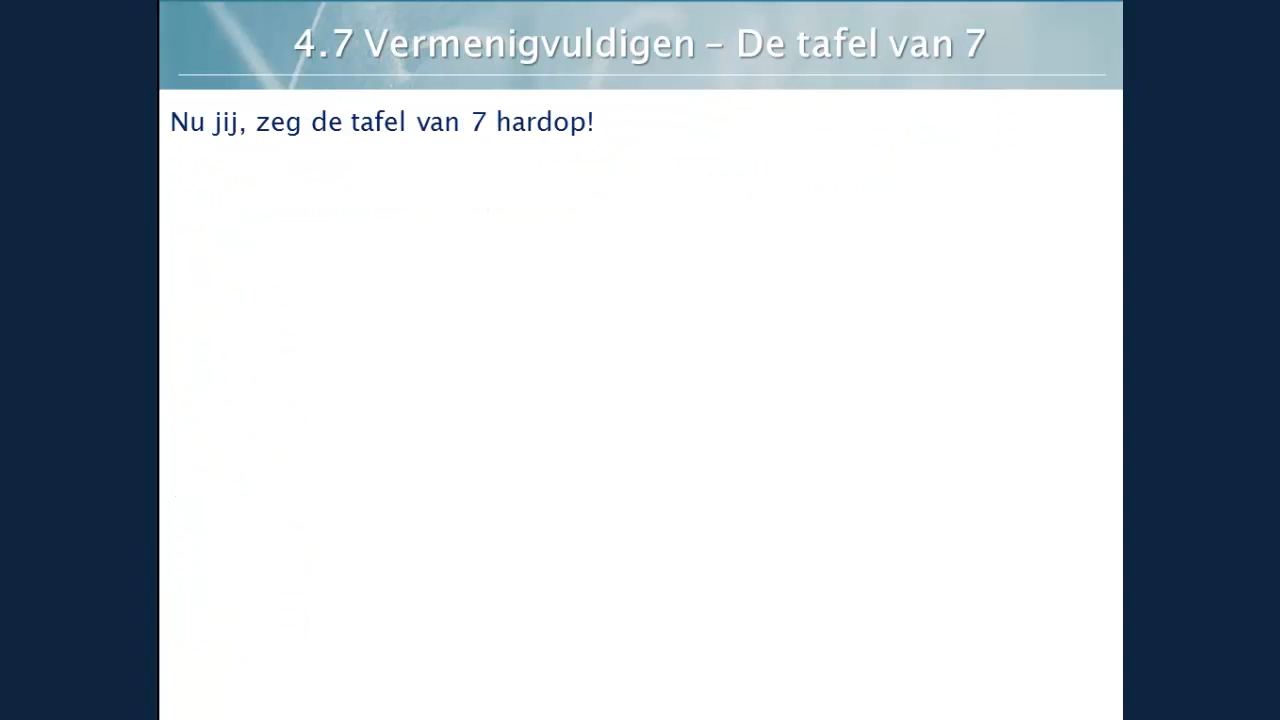 4.7 Vermenigvuldigen – De tafel van 7
Nu jij, zeg de tafel van 7 hardop!